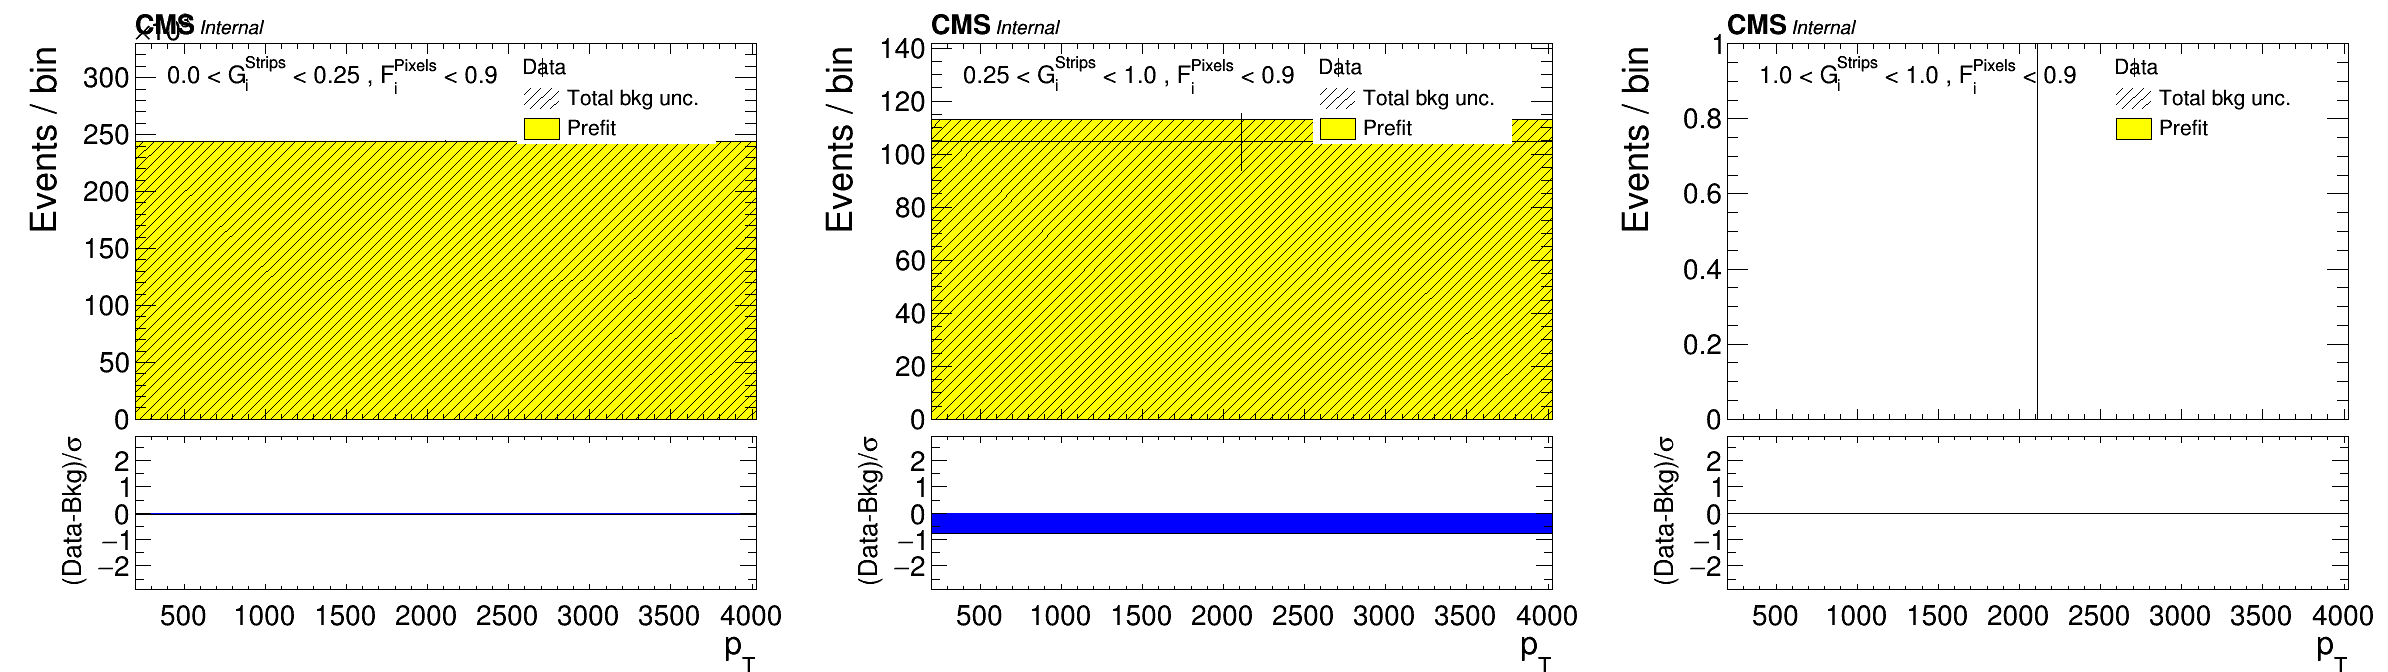 CMS Internal
×10³
Events / bin
0.0 < G_i^Strips < 0.25 , F_i^Pixels < 0.9
Data
Total bkg unc.
Prefit
300
250
200
150
100
50
0
(Data-Bkg)/σ
2
1
0
−1
−2
500 1000 1500 2000 2500 3000 3500 4000
p_T
CMS Internal
Events / bin
0.25 < G_i^Strips < 1.0 , F_i^Pixels < 0.9
Data
Total bkg unc.
Prefit
140
120
100
80
60
40
20
0
(Data-Bkg)/σ
2
1
0
−1
−2
500 1000 1500 2000 2500 3000 3500 4000
p_T
CMS Internal
Events / bin
1.0 < G_i^Strips < 1.0 , F_i^Pixels < 0.9
Data
Total bkg unc.
Prefit
1
0.8
0.6
0.4
0.2
0
(Data-Bkg)/σ
2
1
0
−1
−2
500 1000 1500 2000 2500 3000 3500 4000
p_T